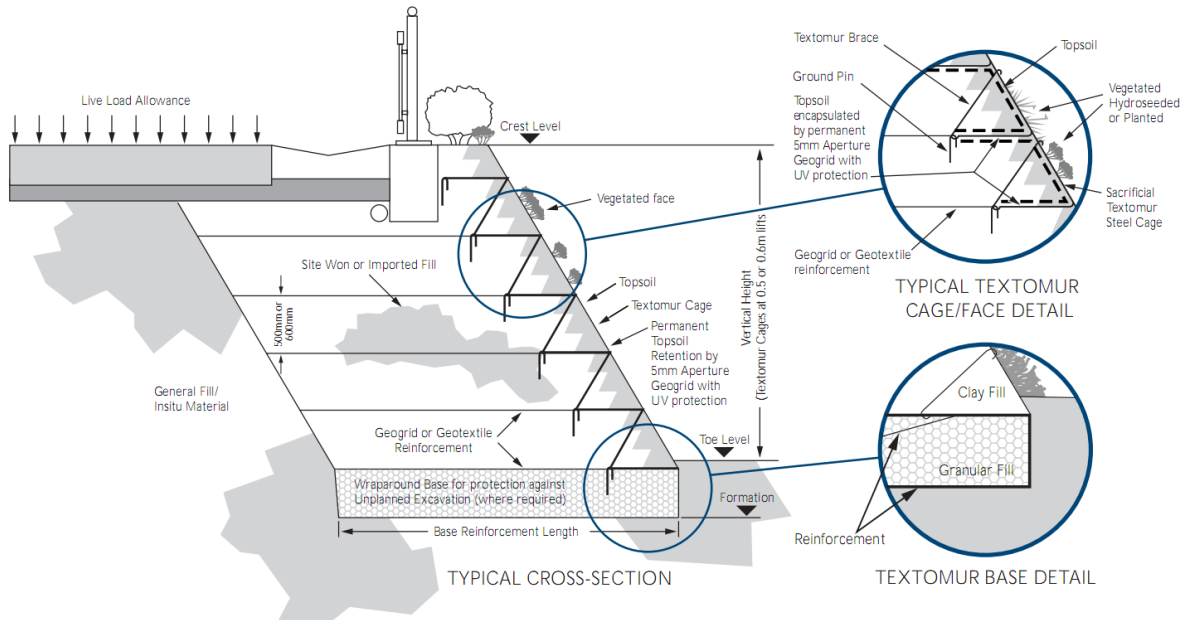 Live Load Allowance
Crest Level
Vegetated face
Site Won or Imported Fill
500mm or
600mm
Topsoil
Textomur Cage
Permanent
Topsoil
Retention by
5mm Aperture
Geogrid with
UV protection
Vertical Height
(Textomur Cages at 0.5 or 0.6m lifts)
General Fill/
Insitu Material
Geogrid or Geotextile
Reinforcement
Toe Level
Wraparound Base for protection against
Unplanned Excavation (where required)
Formation
Base Reinforcement Length
TYPICAL CROSS-SECTION
Textomur Brace
Topsoil
Ground Pin
Topsoil
encapsulated
by permanent
5mm Aperture
Geogrid with
UV protection
Vegetated
Hydroseeded
or Planted
Sacrificial
Textomur
Steel Cage
Geogrid or Geotextile
reinforcement
TYPICAL TEXTOMUR
CAGE/FACE DETAIL
Clay Fill
Granular Fill
Reinforcement
TEXTOMUR BASE DETAIL